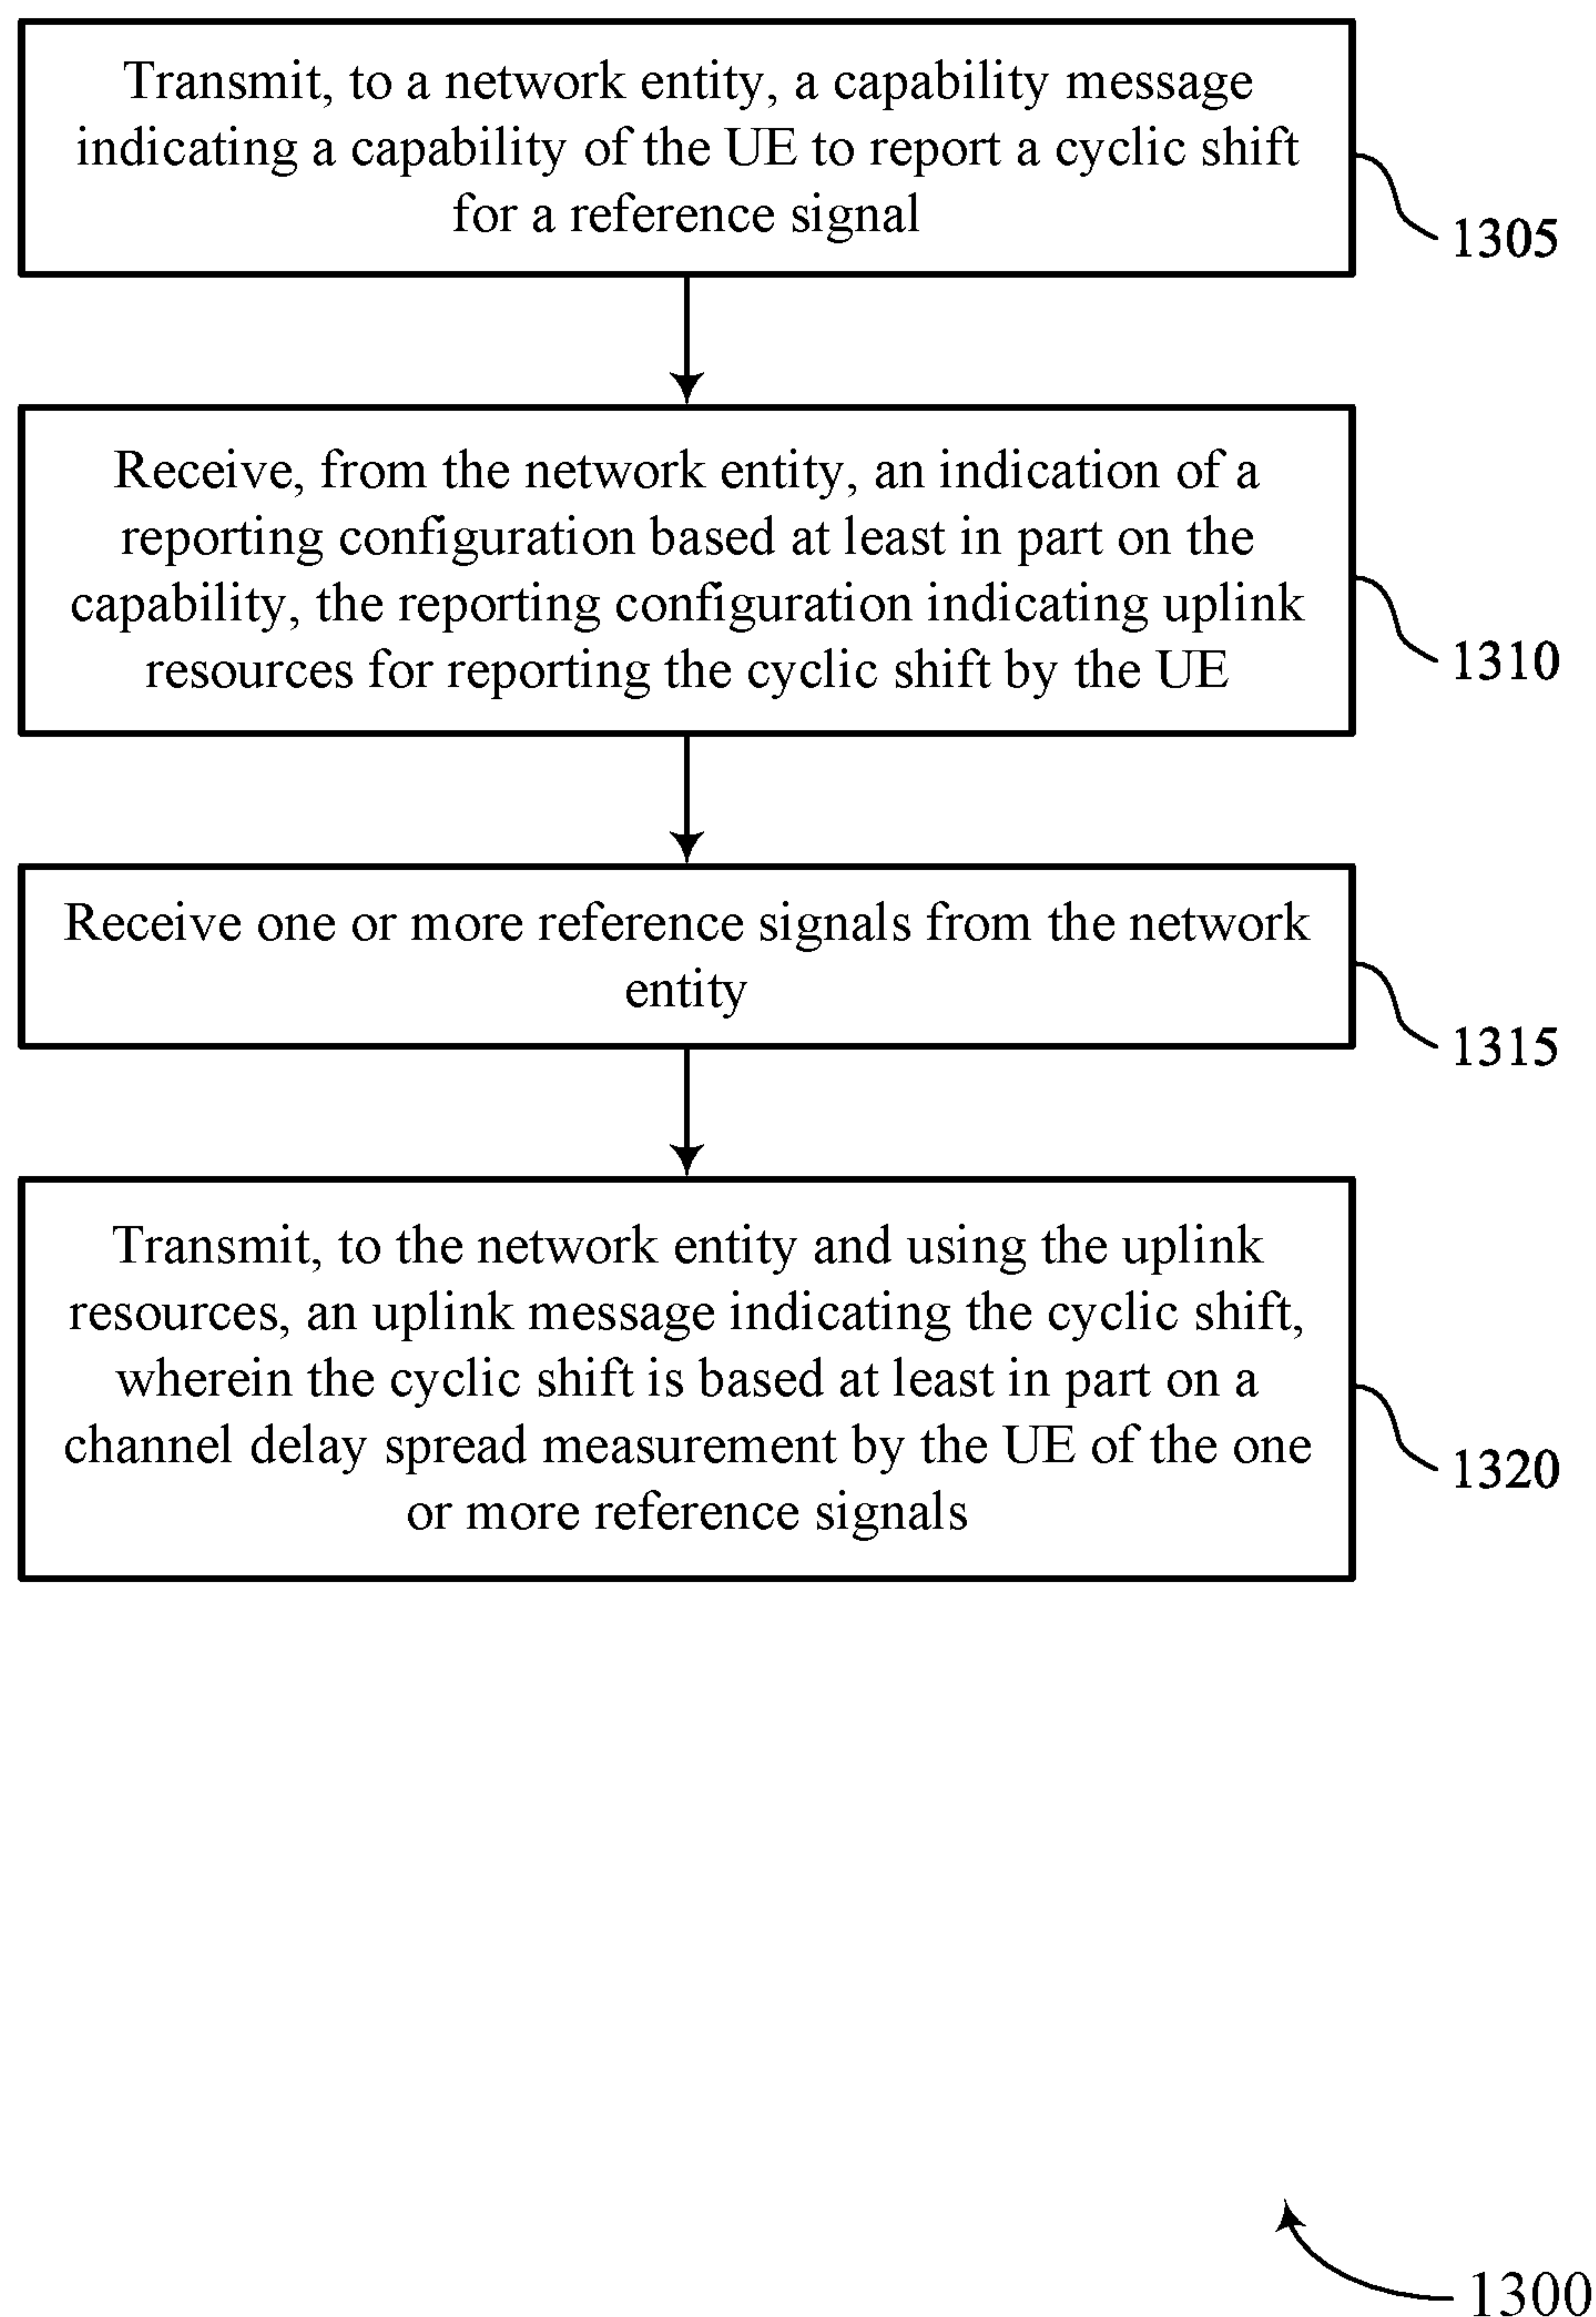 Transmit, to a network entity, a capability message
indicating a capability of the UE to report a cyclic shift
for a reference signal
1305
Receive, from the network entity, an indication of a
reporting configuration based at least in part on the
capability, the reporting configuration indicating uplink
resources for reporting the cyclic shift by the UE
1310
Receive one or more reference signals from the network
entity
1315
Transmit, to the network entity and using the uplink
resources, an uplink message indicating the cyclic shift,
wherein the cyclic shift is based at least in part on a
channel delay spread measurement by the UE of the one
or more reference signals
1320
1300